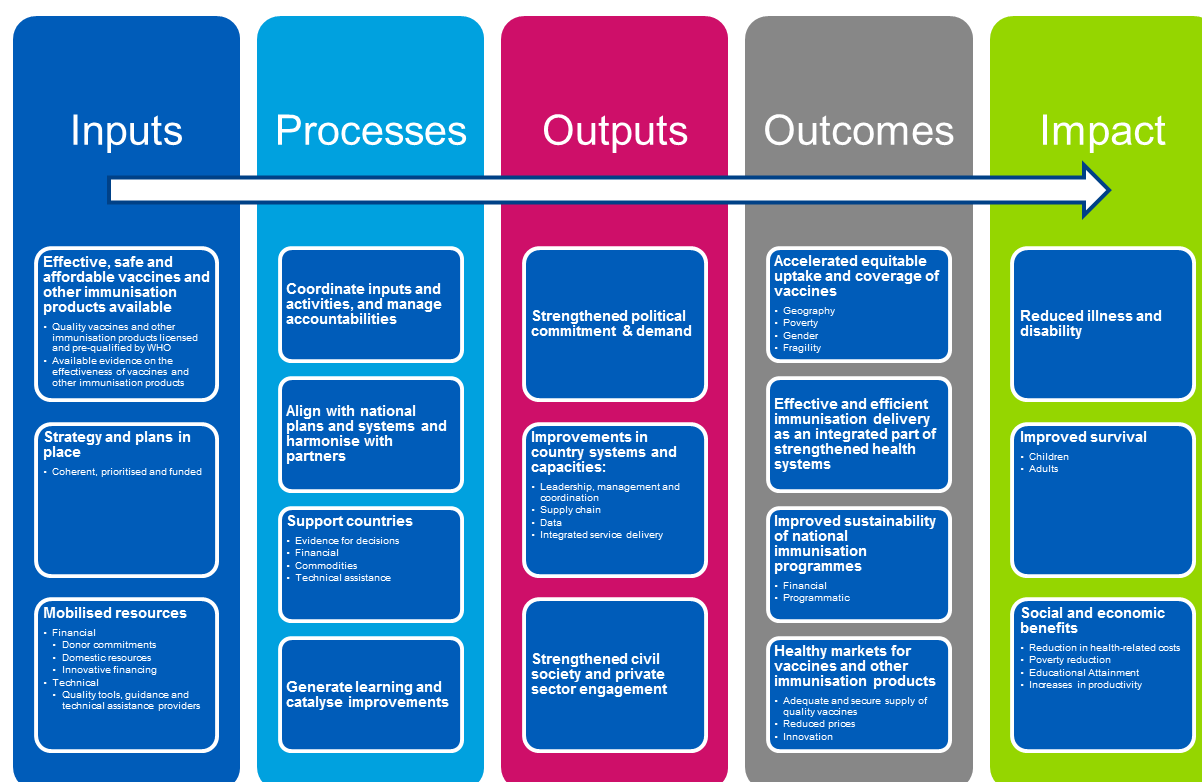 Inputs
Processes
Outputs
Outcomes
Impact
Effective, safe and
affordable vaccines and
other immunisation
products available
• Quality vaccines and other
immunisation products licensed
and pre-qualified by WHO
• Available evidence on the
effectiveness of vaccines and
other immunisation products
Strategy and plans in
place
• Coherent, prioritised and funded
Mobilised resources
• Financial
• Donor commitments
• Domestic resources
• Innovative financing
• Technical
• Quality tools, guidance and
technical assistance providers
Coordinate inputs and
activities, and manage
accountabilities
Align with national
plans and systems and
harmonise with
partners
Support countries
• Evidence for decisions
• Financial
• Commodities
• Technical assistance
Generate learning and
catalyse improvements
Strengthened political
commitment & demand
Improvements in
country systems and
capacities:
• Leadership, management and
coordination
• Supply chain
• Data
• Integrated service delivery
Strengthened civil
society and private
sector engagement
Accelerated equitable
uptake and coverage of
vaccines
• Geography
• Poverty
• Gender
• Fragility
Effective and efficient
immunisation delivery
as an integrated part of
strengthened health
systems
Improved sustainability
of national
immunisation
programmes
• Financial
• Programmatic
Healthy markets for
vaccines and other
immunisation products
• Adequate and secure supply of
quality vaccines
• Reduced prices
• Innovation
Reduced illness and
disability
Improved survival
• Children
• Adults
Social and economic
benefits
• Reduction in health-related costs
• Poverty reduction
• Educational Attainment
• Increases in productivity